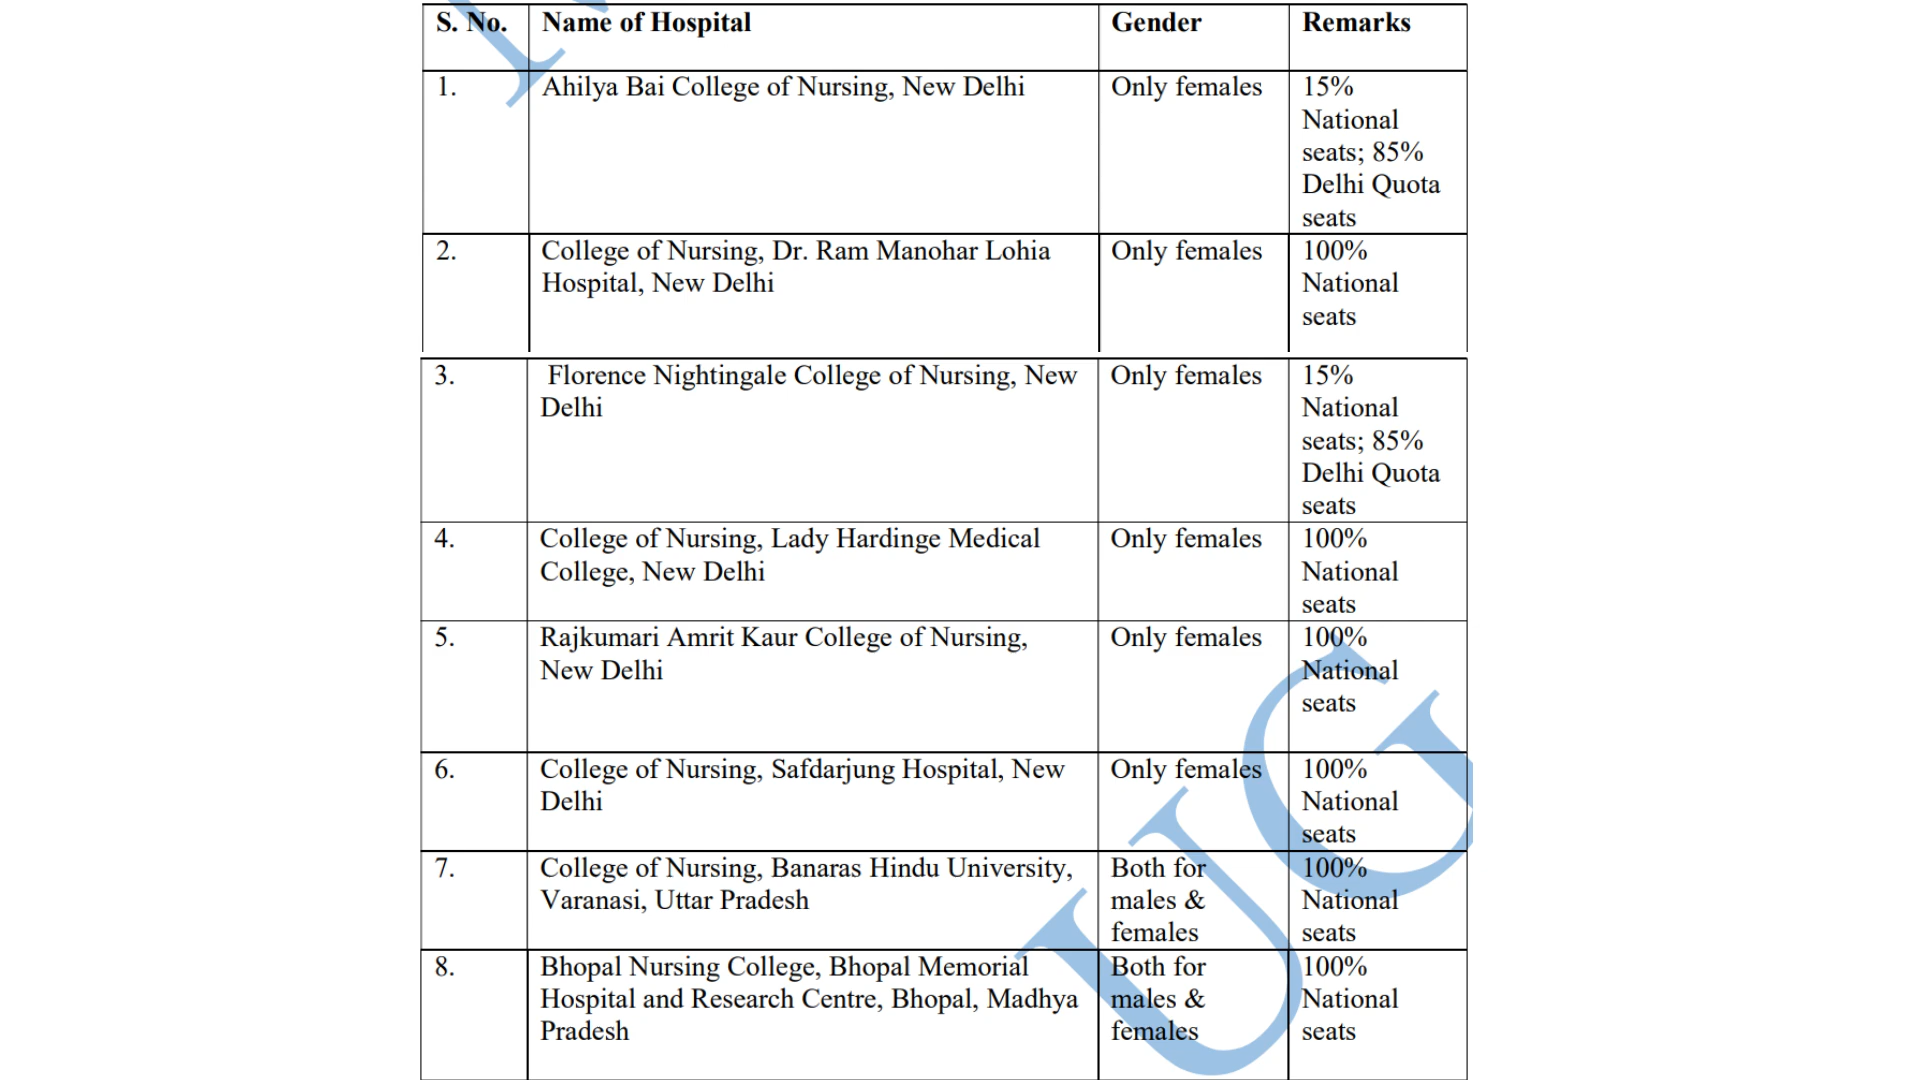 S. No. Name of Hospital Gender Remarks
1. Ahilya Bai College of Nursing, New Delhi Only females 15%
National
seats; 85%
Delhi Quota
seats
2. College of Nursing, Dr. Ram Manohar Lohia Only females 100%
Hospital, New Delhi National
seats
3. Florence Nightingale College of Nursing, New Only females 15%
Delhi National
seats; 85%
Delhi Quota
seats
4. College of Nursing, Lady Hardinge Medical Only females 100%
College, New Delhi National
seats
5. Rajkumari Amrit Kaur College of Nursing, Only females 100%
New Delhi National
seats
6. College of Nursing, Safdarjung Hospital, New Only females 100%
Delhi National
seats
7. College of Nursing, Banaras Hindu University, Both for 100%
Varanasi, Uttar Pradesh males & National
females seats
8. Bhopal Nursing College, Bhopal Memorial Both for 100%
Hospital and Research Centre, Bhopal, Madhya males & National
Pradesh females seats
UG